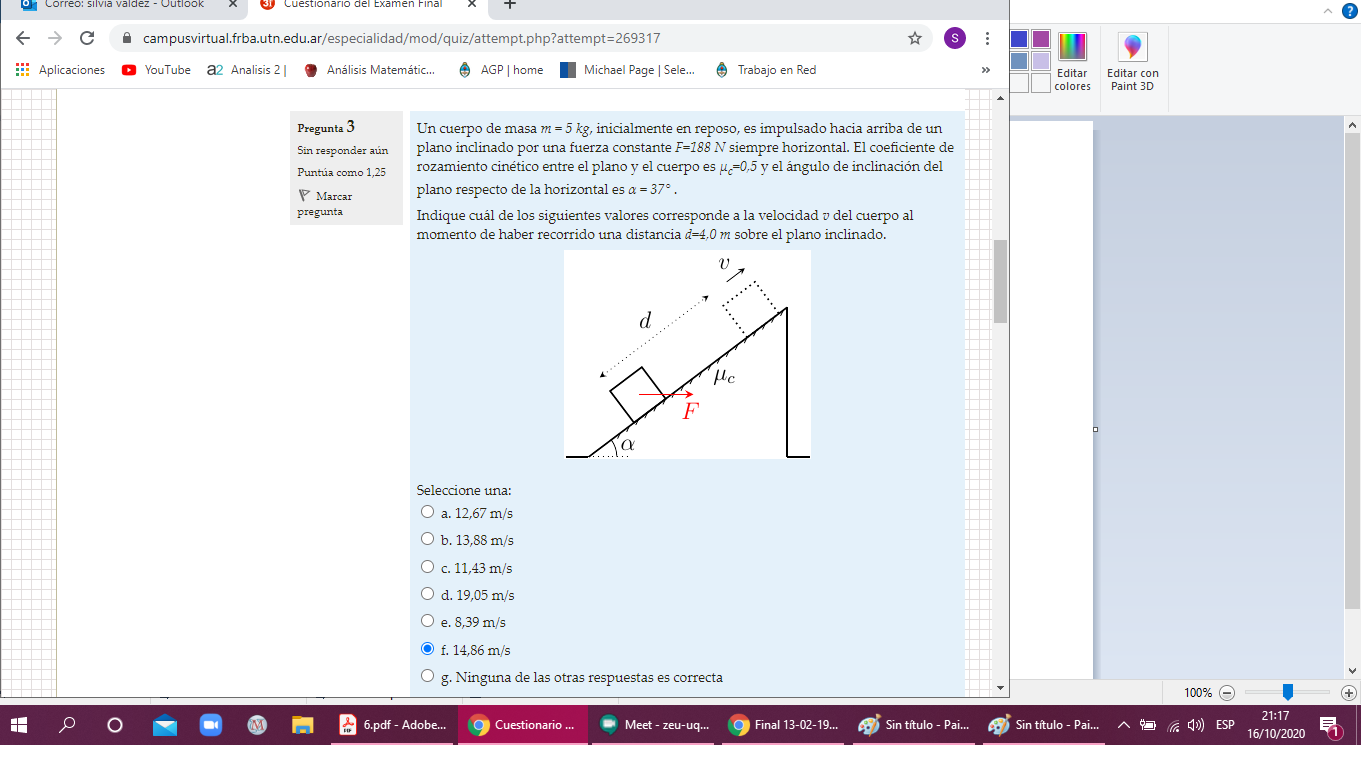 Correo: silvia valdez - Outlook
Cuestionario del Examen Final
campusvirtual.frba.utn.edu.ar/especialidad/mod/quiz/attempt.php?attempt=269317
S
Aplicaciones
YouTube
a2 Analisis 2 |
Análisis Matemátic...
AGP | home
Michael Page | Sele...
Trabajo en Red
»
Editar colores
Editar con Paint 3D
Pregunta 3
Sin responder aún
Puntúa como 1,25
Marcar
pregunta
Un cuerpo de masa m = 5 kg, inicialmente en reposo, es impulsado hacia arriba de un
plano inclinado por una fuerza constante F=188 N siempre horizontal. El coeficiente de
rozamiento cinético entre el plano y el cuerpo es μc=0,5 y el ángulo de inclinación del
plano respecto de la horizontal es α = 37° .
Indique cuál de los siguientes valores corresponde a la velocidad v del cuerpo al
momento de haber recorrido una distancia d=4,0 m sobre el plano inclinado.
v
d
μc
F
α
Seleccione una:
a. 12,67 m/s
b. 13,88 m/s
c. 11,43 m/s
d. 19,05 m/s
e. 8,39 m/s
f. 14,86 m/s
g. Ninguna de las otras respuestas es correcta
100%
6.pdf - Adobe...
Cuestionario ...
Meet - zeu-uq...
Final 13-02-19...
Sin título - Pai...
Sin título - Pai...
ESP
21:17
16/10/2020
1